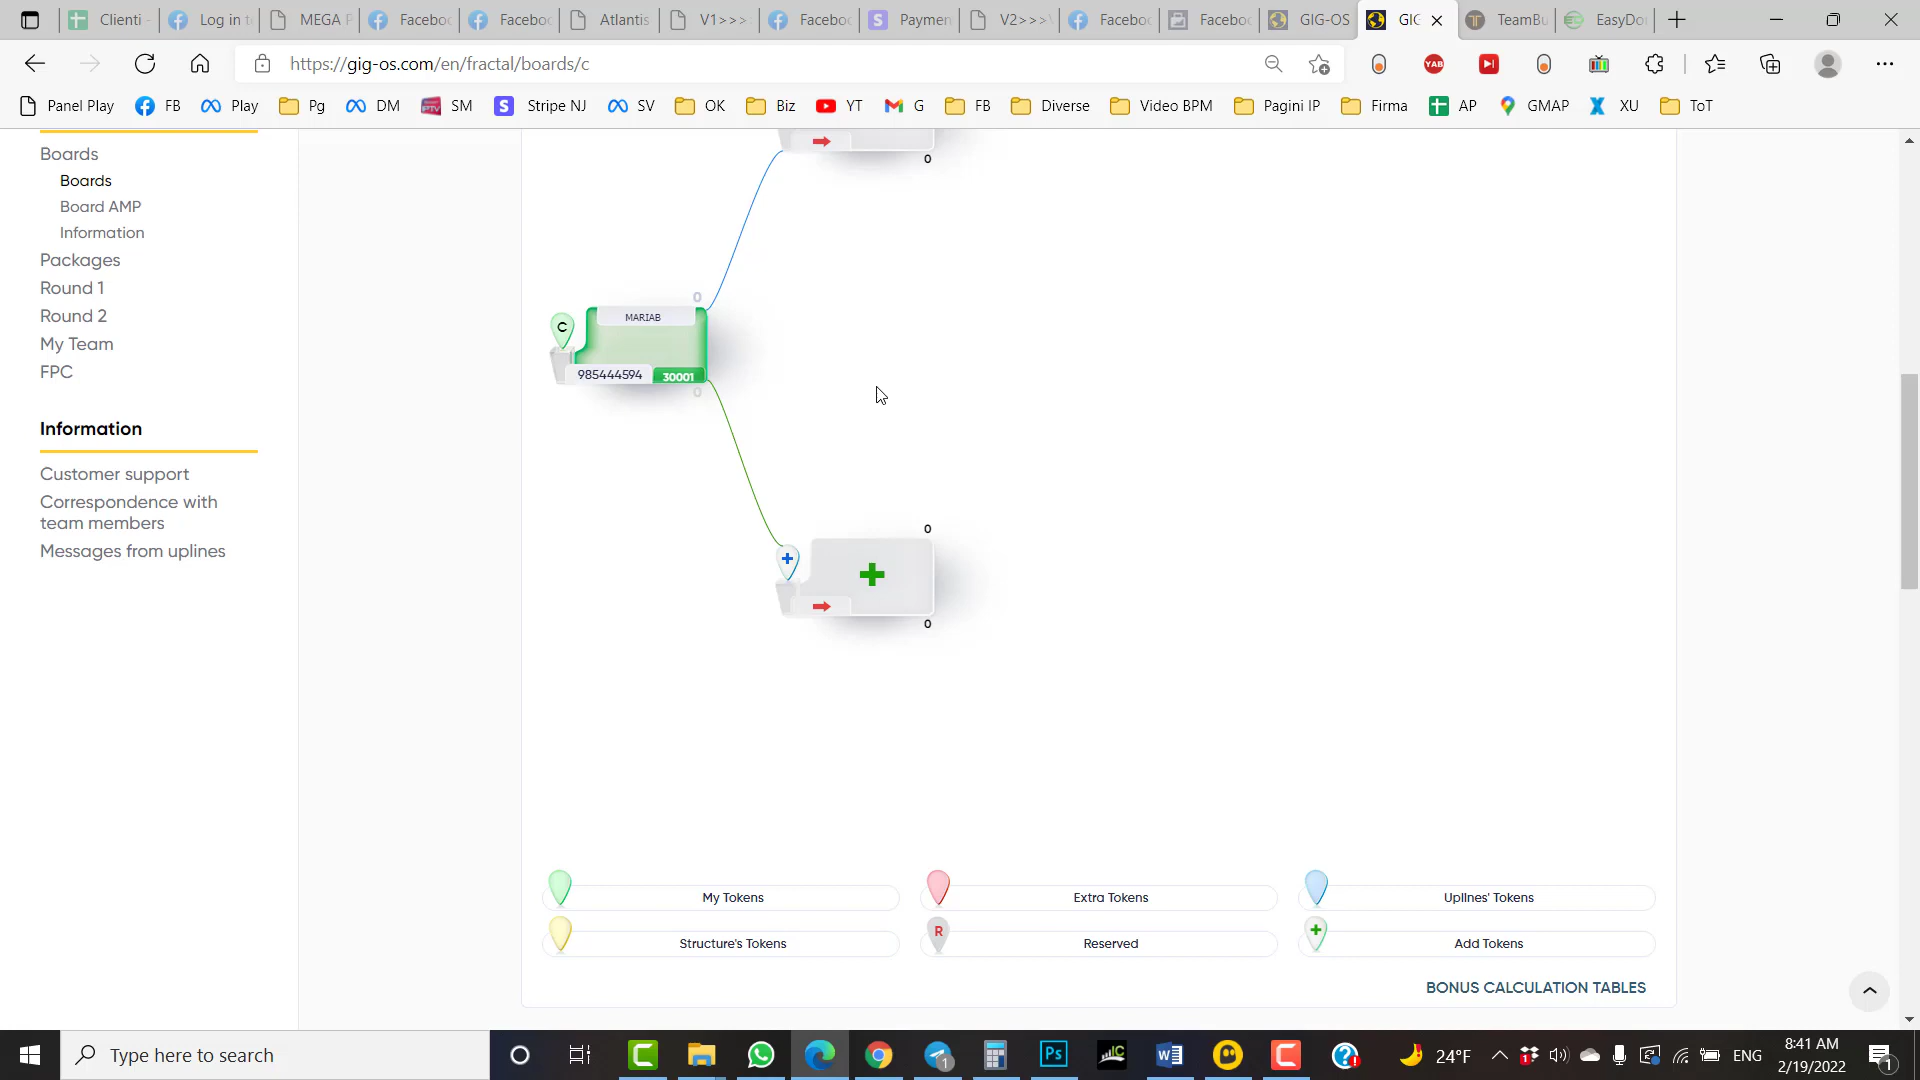 Clienti -
Log in t
MEGA P
Faceboo
Faceboo
Atlantis
V1>>>
Faceboo
Paymen
V2>>>
Faceboo
Faceboo
GIG-OS
GIG
TeamBu
EasyDo
https://gig-os.com/en/fractal/boards/c
YAB
Panel Play
FB
Play
Pg
DM
SM
Stripe NJ
SV
OK
Biz
YT
G
FB
Diverse
Video BPM
Pagini IP
Firma
AP
GMAP
XU
ToT
Boards
Boards
Board AMP
Information
Packages
Round 1
Round 2
My Team
FPC
Information
Customer support
Correspondence with
team members
Messages from uplines
0
0
C
MARIAB
985444594
30001
0
0
0
My Tokens
Extra Tokens
Uplines' Tokens
Structure's Tokens
R
Reserved
Add Tokens
BONUS CALCULATION TABLES
Type here to search
1
Ps
24°F
ENG
8:41 AM
2/19/2022
1